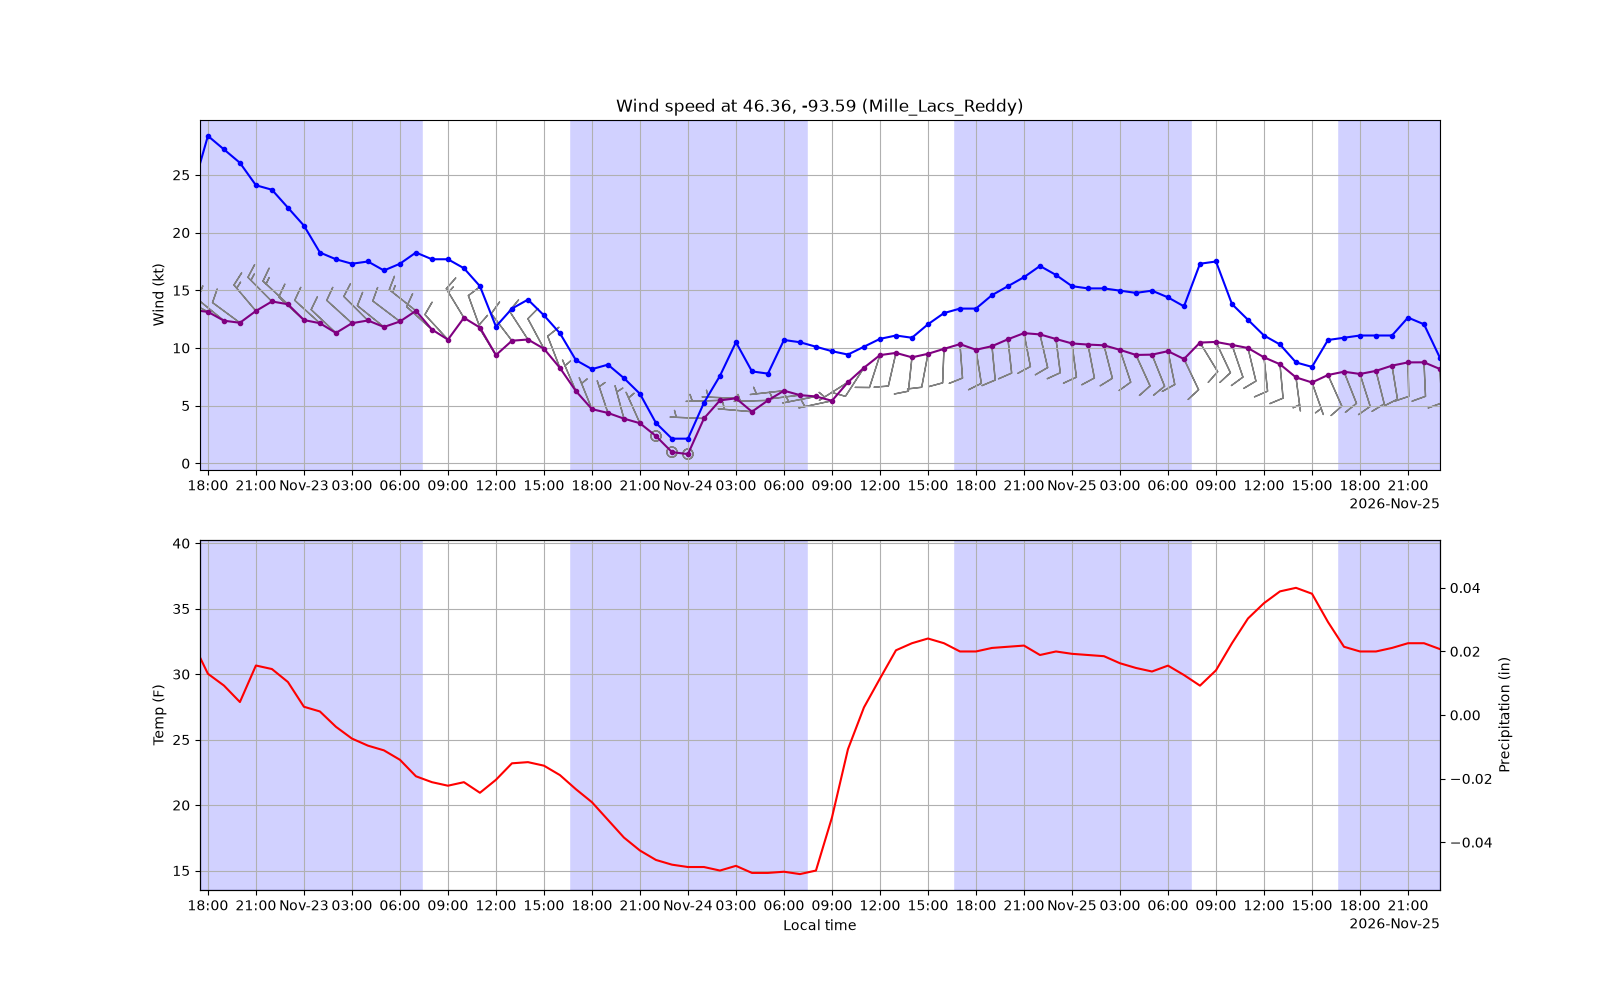 Wind speed at 46.36, -93.59 (Mille_Lacs_Reddy)
Wind (kt)
25
20
15
10
5
0
18:00 21:00 Nov-23 03:00 06:00 09:00 12:00 15:00 18:00 21:00 Nov-24 03:00 06:00 09:00 12:00 15:00 18:00 21:00 Nov-25 03:00 06:00 09:00 12:00 15:00 18:00 21:00
2026-Nov-25
Temp (F)
40
35
30
25
20
15
0.04
0.02
0.00
−0.02
−0.04
Precipitation (in)
18:00 21:00 Nov-23 03:00 06:00 09:00 12:00 15:00 18:00 21:00 Nov-24 03:00 06:00 09:00 12:00 15:00 18:00 21:00 Nov-25 03:00 06:00 09:00 12:00 15:00 18:00 21:00
2026-Nov-25
Local time